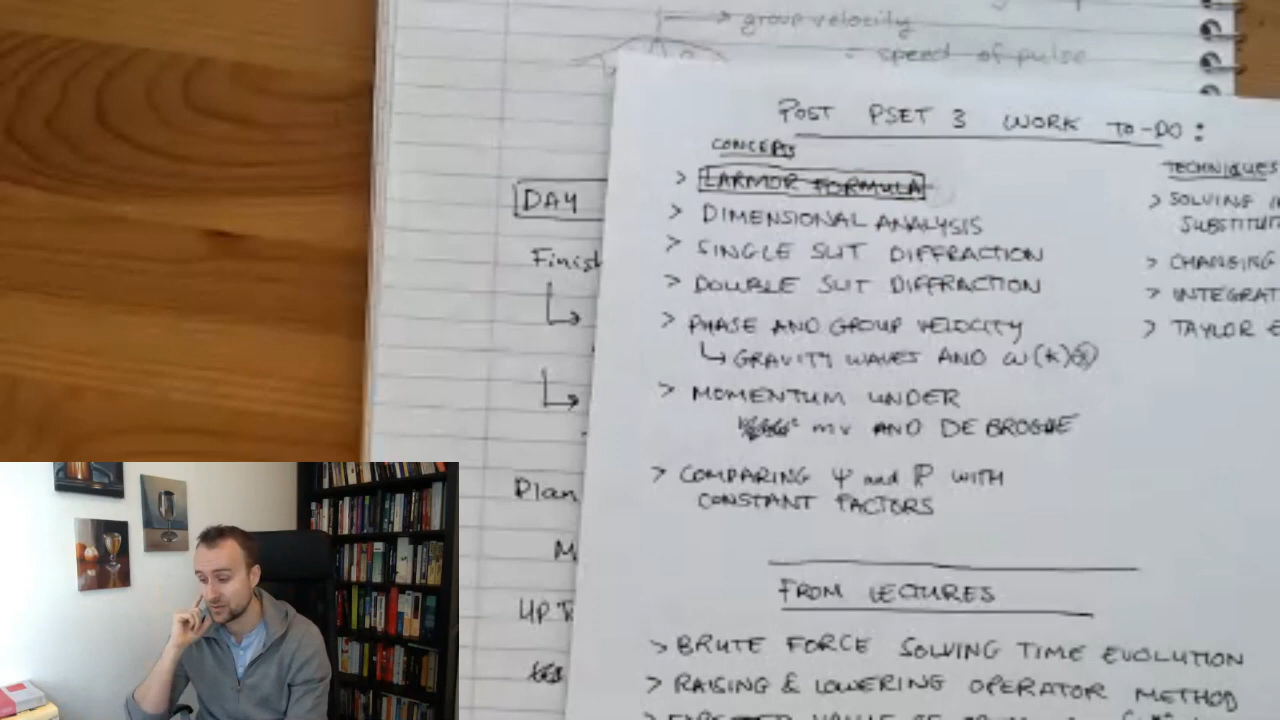 group velocity
= speed of pulse
POST PSET 3 WORK TO-DO:
CONCEPTS
> LARMOR FORMULA
> DIMENSIONAL ANALYSIS
> SINGLE SLIT DIFFRACTION
> DOUBLE SLIT DIFFRACTION
> PHASE AND GROUP VELOCITY
↳ GRAVITY WAVES AND ω(k)
> MOMENTUM UNDER
mv AND DE BROGLIE
> COMPARING Ψ and ℙ WITH
CONSTANT FACTORS
TECHNIQUES
> SOLVING
> CHANGING
> TAYLOR
FROM LECTURES
> BRUTE FORCE SOLVING TIME EVOLUTION
> RAISING & LOWERING OPERATOR METHOD
DAY
Finish
Plan